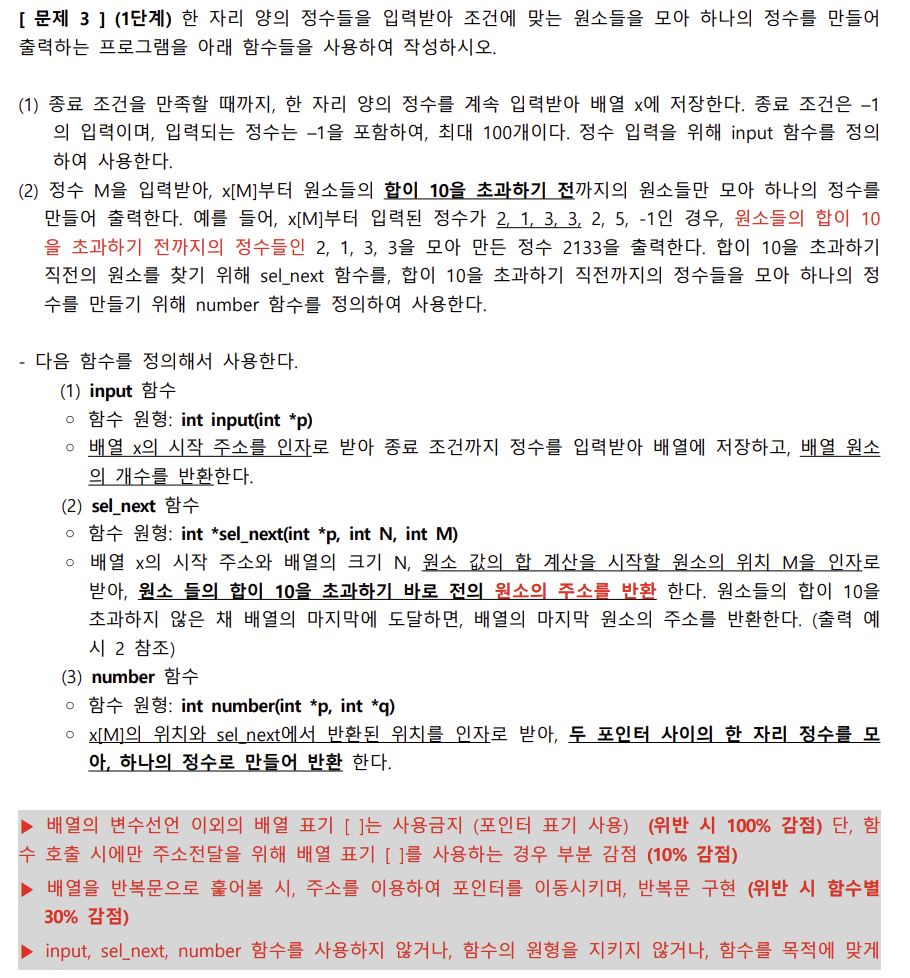 [ 문제 3 ] (1단계) 한 자리 양의 정수들을 입력받아 조건에 맞는 원소들을 모아 하나의 정수를 만들어
출력하는 프로그램을 아래 함수들을 사용하여 작성하시오.
(1) 종료 조건을 만족할 때까지, 한 자리 양의 정수를 계속 입력받아 배열 x에 저장한다. 종료 조건은 –1
의 입력이며, 입력되는 정수는 –1을 포함하여, 최대 100개이다. 정수 입력을 위해 input 함수를 정의
하여 사용한다.
(2) 정수 M을 입력받아, x[M]부터 원소들의 합이 10을 초과하기 전까지의 원소들만 모아 하나의 정수를
만들어 출력한다. 예를 들어, x[M]부터 입력된 정수가 2, 1, 3, 3, 2, 5, -1인 경우, 원소들의 합이 10
을 초과하기 전까지의 정수들인 2, 1, 3, 3을 모아 만든 정수 2133을 출력한다. 합이 10을 초과하기
직전의 원소를 찾기 위해 sel_next 함수를, 합이 10을 초과하기 직전까지의 정수들을 모아 하나의 정
수를 만들기 위해 number 함수를 정의하여 사용한다.
- 다음 함수를 정의해서 사용한다.
(1) input 함수
○ 함수 원형: int input(int *p)
○ 배열 x의 시작 주소를 인자로 받아 종료 조건까지 정수를 입력받아 배열에 저장하고, 배열 원소
의 개수를 반환한다.
(2) sel_next 함수
○ 함수 원형: int *sel_next(int *p, int N, int M)
○ 배열 x의 시작 주소와 배열의 크기 N, 원소 값의 합 계산을 시작할 원소의 위치 M을 인자로
받아, 원소 들의 합이 10을 초과하기 바로 전의 원소의 주소를 반환 한다. 원소들의 합이 10을
초과하지 않은 채 배열의 마지막에 도달하면, 배열의 마지막 원소의 주소를 반환한다. (출력 예
시 2 참조)
(3) number 함수
○ 함수 원형: int number(int *p, int *q)
○ x[M]의 위치와 sel_next에서 반환된 위치를 인자로 받아, 두 포인터 사이의 한 자리 정수를 모
아, 하나의 정수로 만들어 반환 한다.
▶ 배열의 변수선언 이외의 배열 표기 [ ]는 사용금지 (포인터 표기 사용) (위반 시 100% 감점) 단, 함
수 호출 시에만 주소전달을 위해 배열 표기 [ ]를 사용하는 경우 부분 감점 (10% 감점)
▶ 배열을 반복문으로 훑어볼 시, 주소를 이용하여 포인터를 이동시키며, 반복문 구현 (위반 시 함수별
30% 감점)
▶ input, sel_next, number 함수를 사용하지 않거나, 함수의 원형을 지키지 않거나, 함수를 목적에 맞게